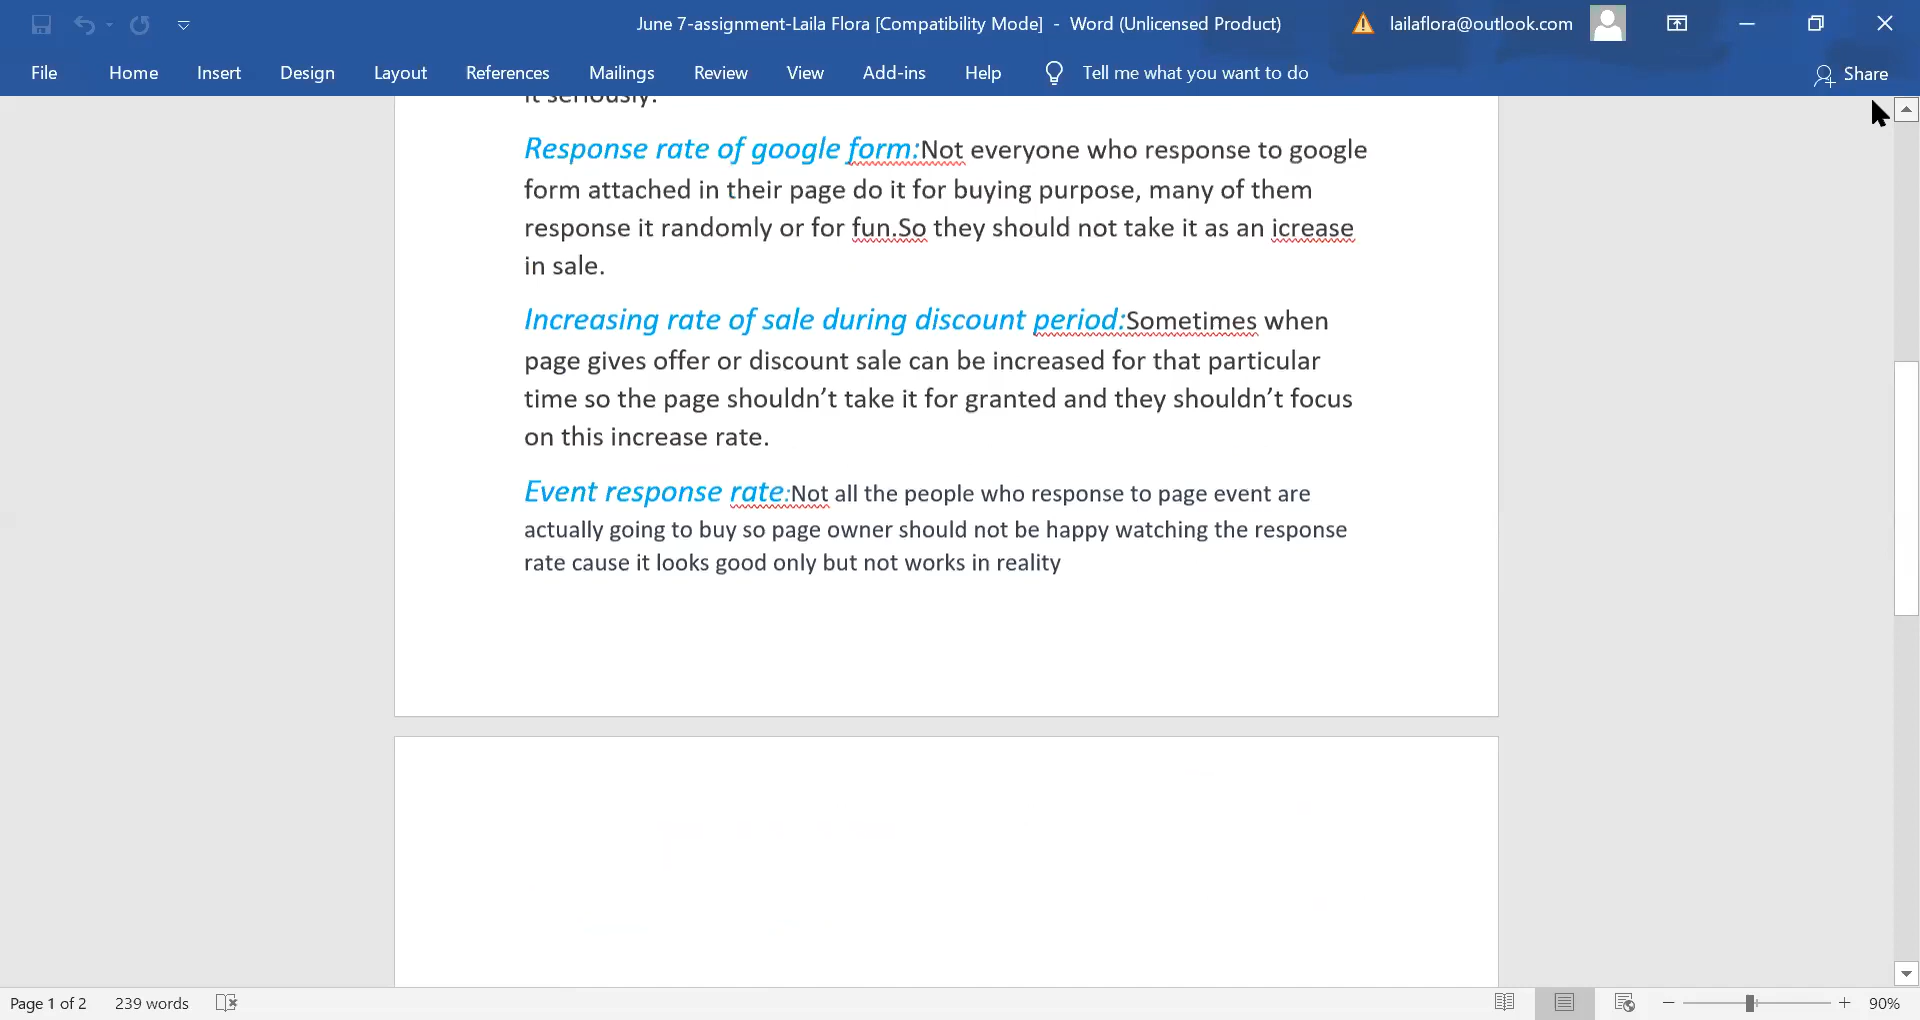 June 7-assignment-Laila Flora [Compatibility Mode] - Word (Unlicensed Product)
lailaflora@outlook.com
File Home Insert Design Layout References Mailings Review View Add-ins Help Tell me what you want to do Share
it seriously.
Response rate of google form:Not everyone who response to google
form attached in their page do it for buying purpose, many of them
response it randomly or for fun.So they should not take it as an icrease
in sale.
Increasing rate of sale during discount period:Sometimes when
page gives offer or discount sale can be increased for that particular
time so the page shouldn’t take it for granted and they shouldn’t focus
on this increase rate.
Event response rate:Not all the people who response to page event are
actually going to buy so page owner should not be happy watching the response
rate cause it looks good only but not works in reality
Page 1 of 2 239 words 90%